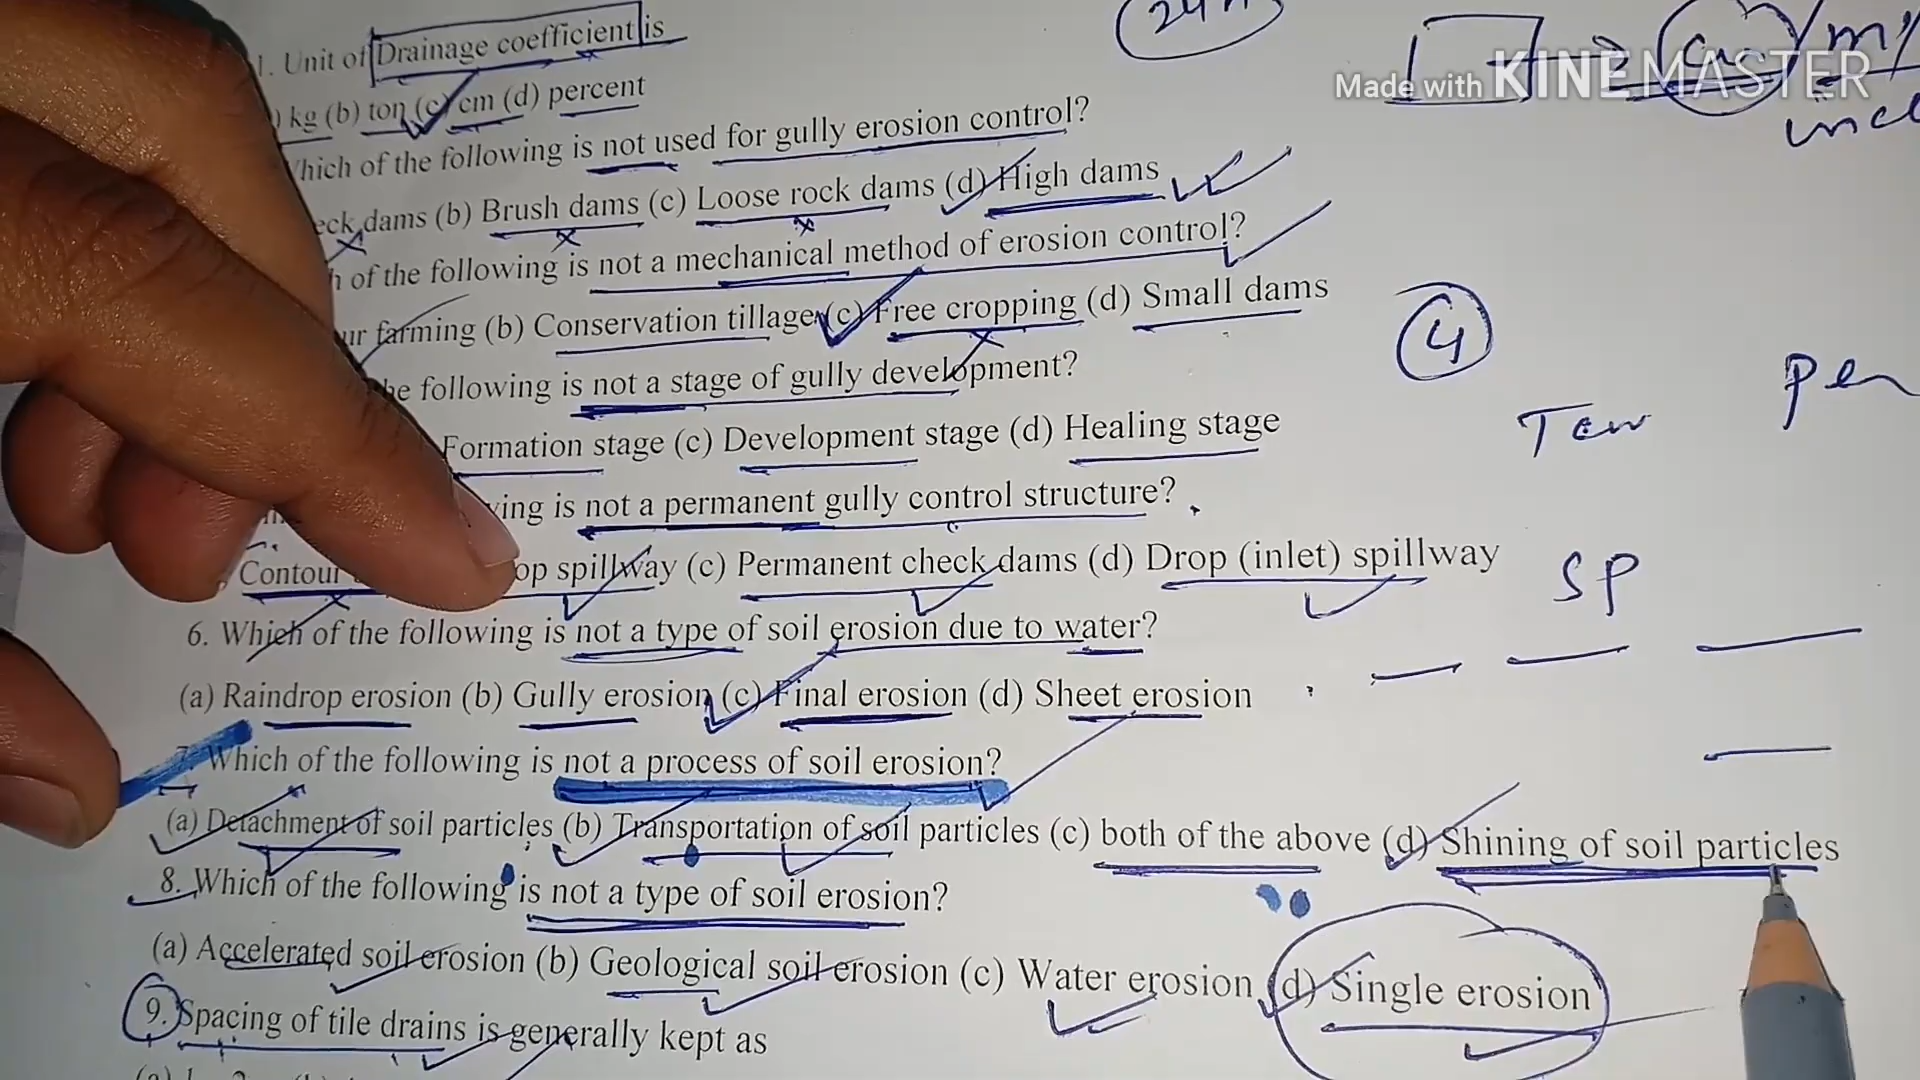 24
Made with KINEMASTER
1. Unit of Drainage coefficient is
) kg (b) ton (c) cm (d) percent
Which of the following is not used for gully erosion control?
eck dams (b) Brush dams (c) Loose rock dams (d) High dams
h of the following is not a mechanical method of erosion control?
ur farming (b) Conservation tillage (c) Free cropping (d) Small dams
4
he following is not a stage of gully development?
Per
Formation stage (c) Development stage (d) Healing stage
Tem
ving is not a permanent gully control structure?
Contour op spillway (c) Permanent check dams (d) Drop (inlet) spillway
SP
6. Which of the following is not a type of soil erosion due to water?
(a) Raindrop erosion (b) Gully erosion (c) Final erosion (d) Sheet erosion
7. Which of the following is not a process of soil erosion?
(a) Detachment of soil particles (b) Transportation of soil particles (c) both of the above (d) Shining of soil particles
8. Which of the following is not a type of soil erosion?
(a) Accelerated soil erosion (b) Geological soil erosion (c) Water erosion (d) Single erosion
9. Spacing of tile drains is generally kept as